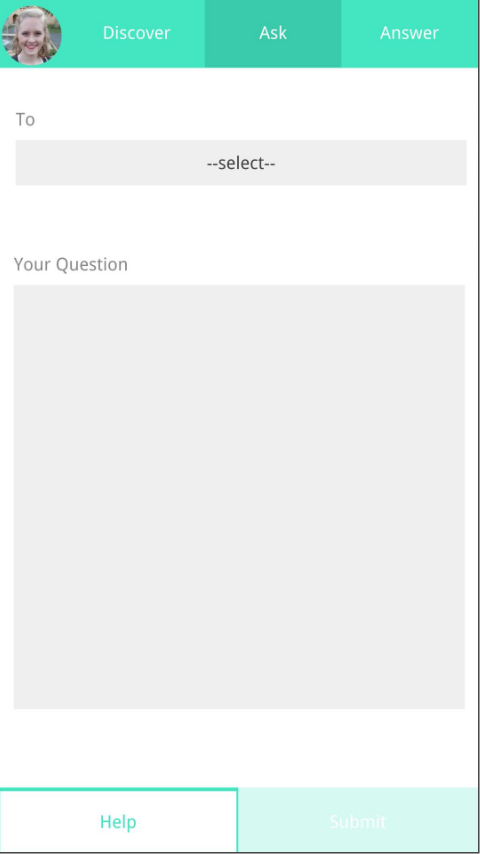 Discover
Ask
Answer
To
--select--
Your Question
Help
Submit